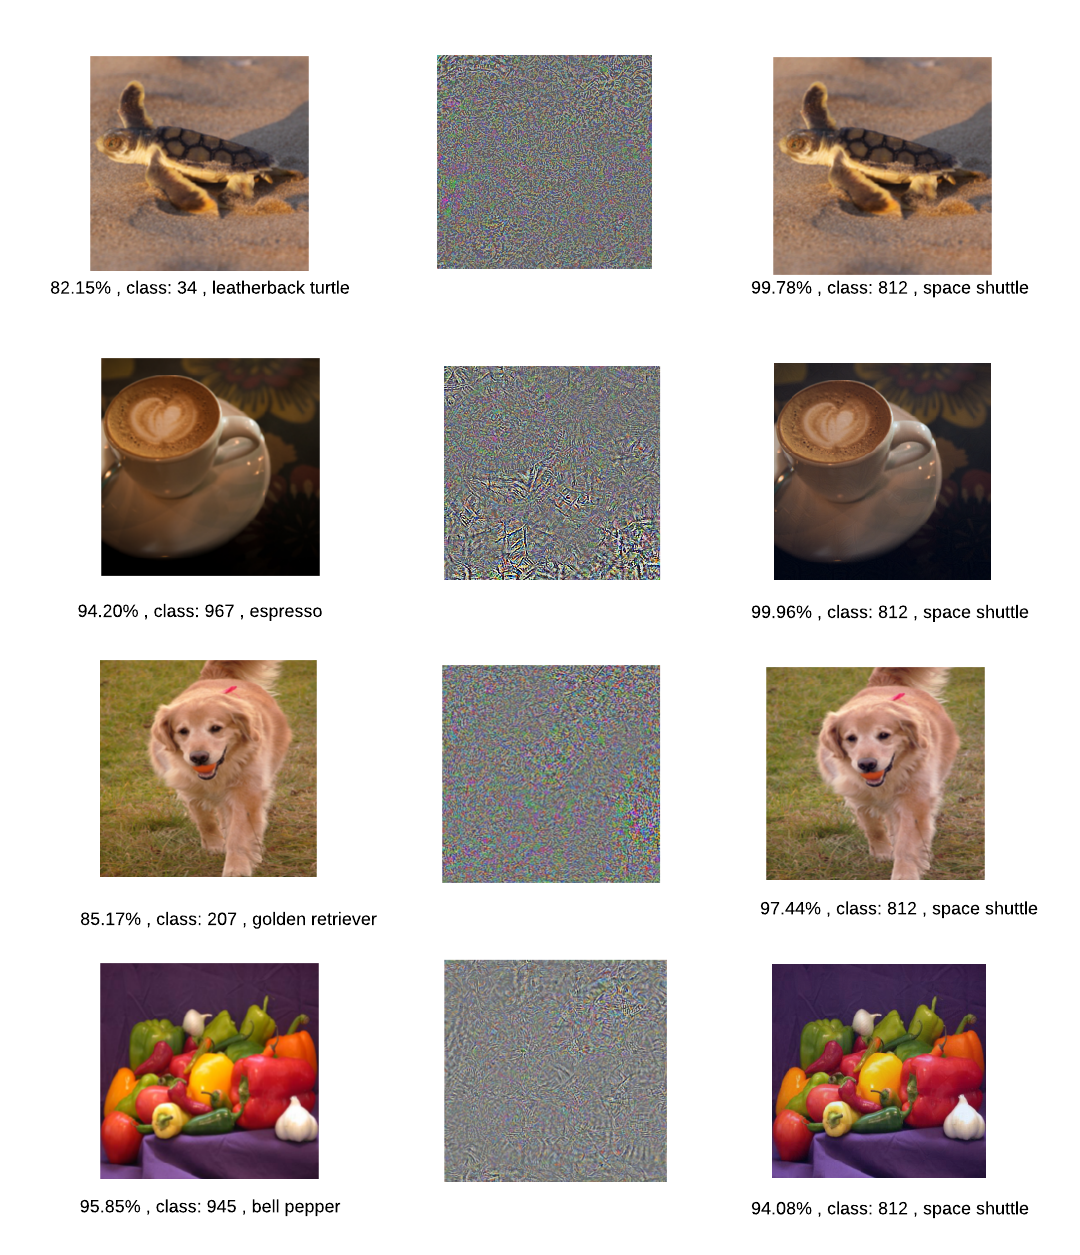 82.15% , class: 34 , leatherback turtle
99.78% , class: 812 , space shuttle
94.20% , class: 967 , espresso
99.96% , class: 812 , space shuttle
85.17% , class: 207 , golden retriever
97.44% , class: 812 , space shuttle
95.85% , class: 945 , bell pepper
94.08% , class: 812 , space shuttle